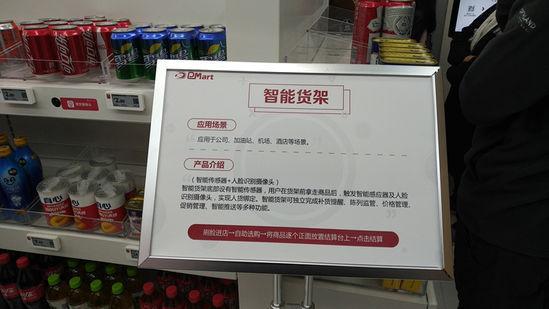 DMart
智能货架
应用场景
应用于公司、加油站、机场、酒店等场景。
产品介绍
（智能传感器+人脸识别摄像头）
智能货架底部设有智能传感器，用户在货架前拿走商品后，触发智能感应器及人脸
识别摄像头，实现人货绑定。智能货架可独立完成补货提醒、陈列监管、价格管理、
促销管理、智能推送等多种功能。
刷脸进店→自助选购→将商品逐个正面放置结算台上→点击结算